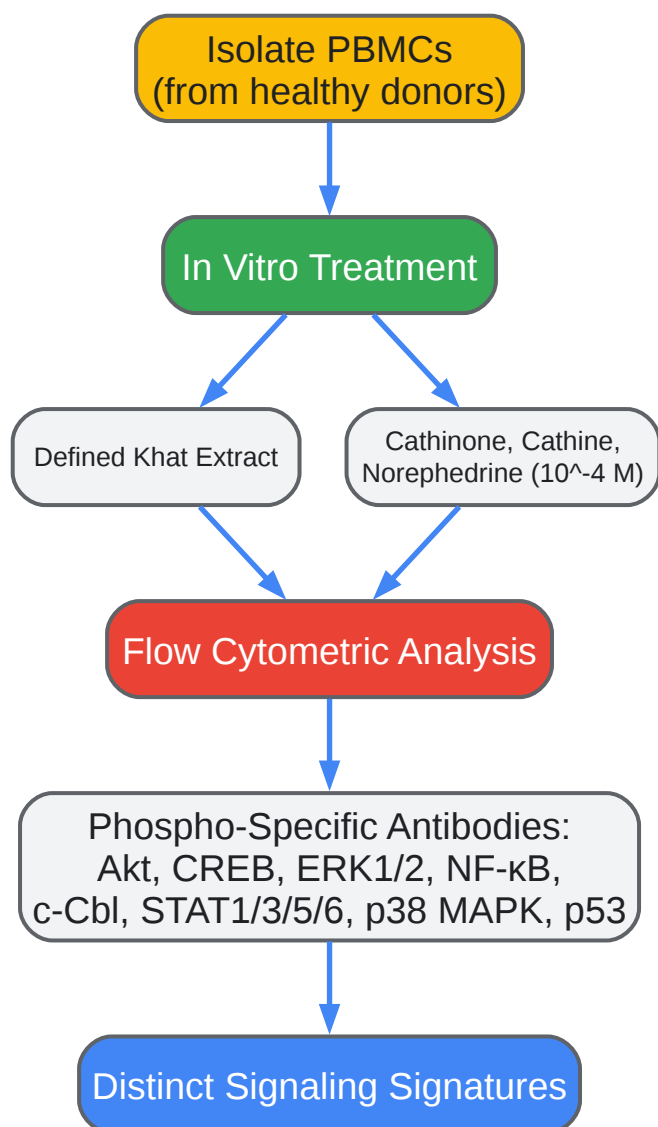 Isolate PBMCs
(from healthy donors)
In Vitro Treatment
Defined Khat Extract
Cathinone, Cathine,
Norephedrine (10^-4 M)
Flow Cytometric Analysis
Phospho-Specific Antibodies:
Akt, CREB, ERK1/2, NF-κB,
c-Cbl, STAT1/3/5/6, p38 MAPK, p53
Distinct Signaling Signatures